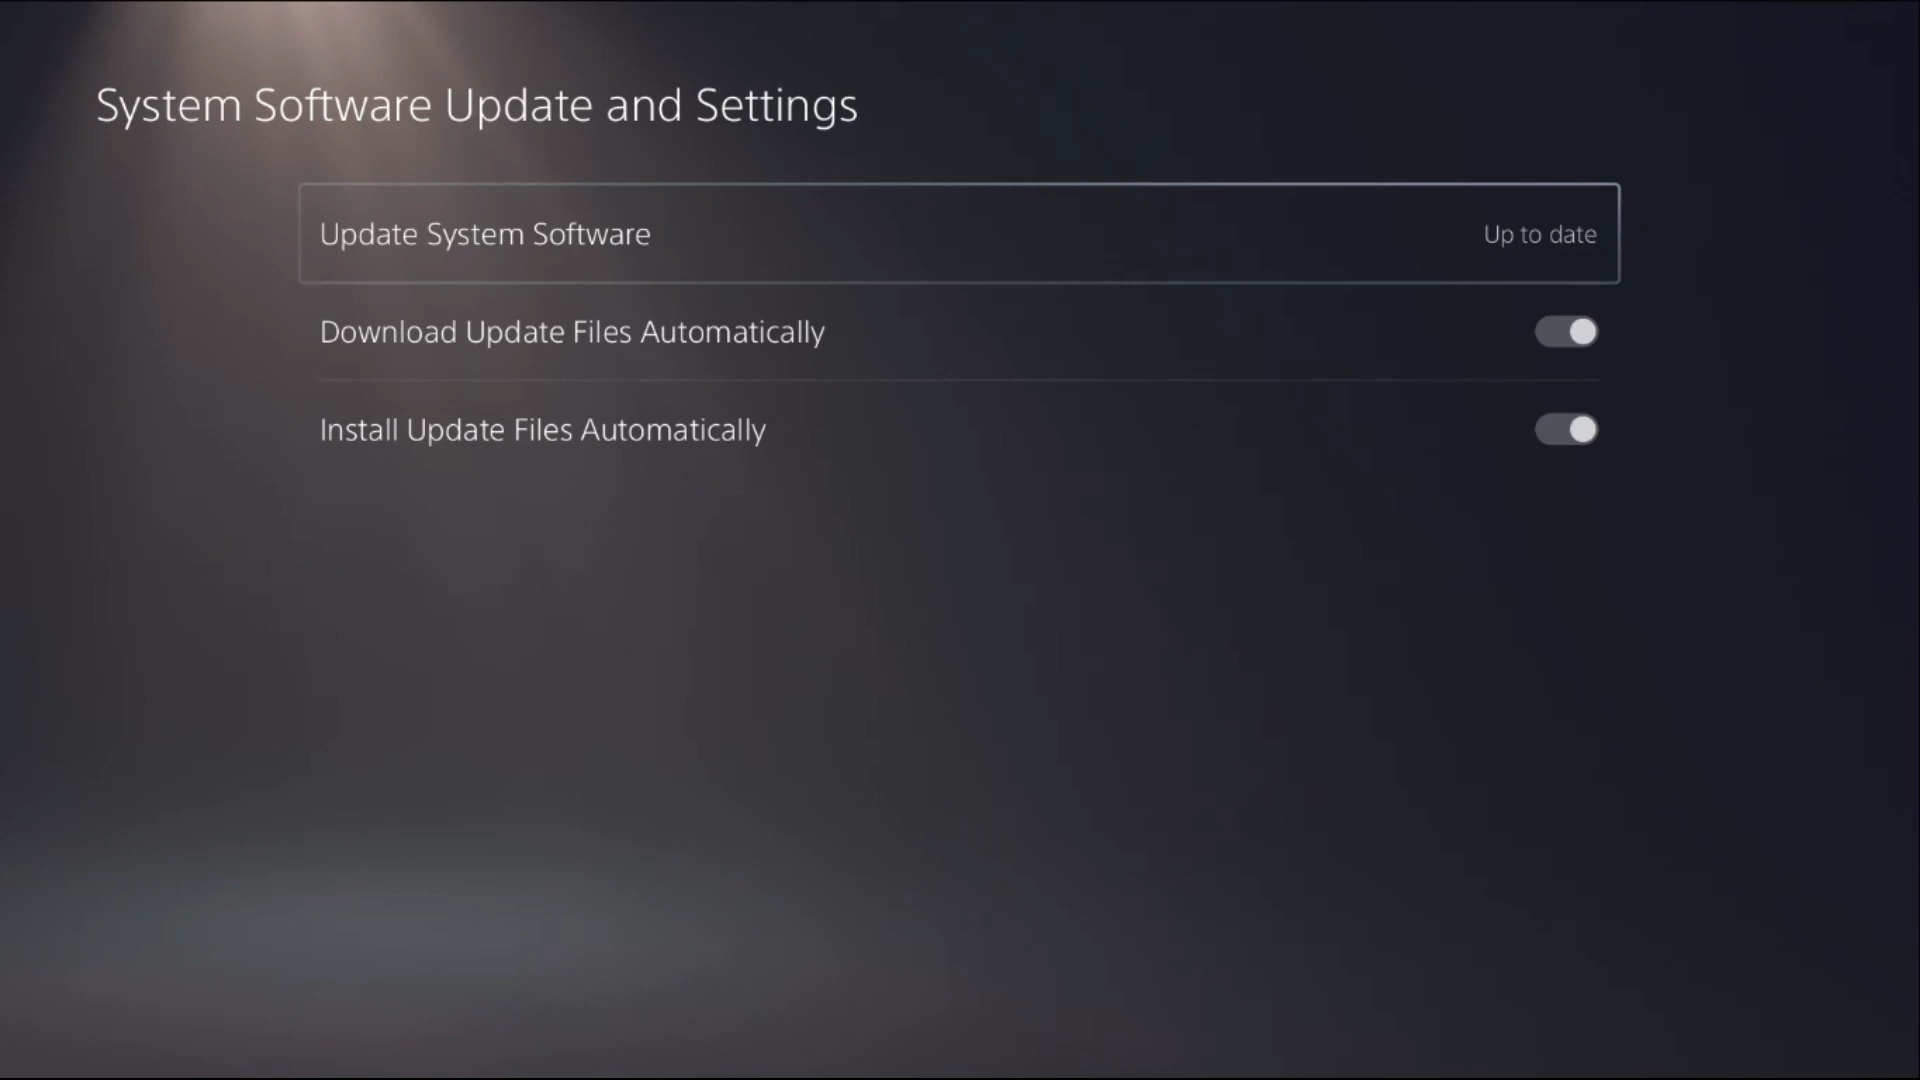 System Software Update and Settings
Update System Software
Up to date
Download Update Files Automatically
Install Update Files Automatically